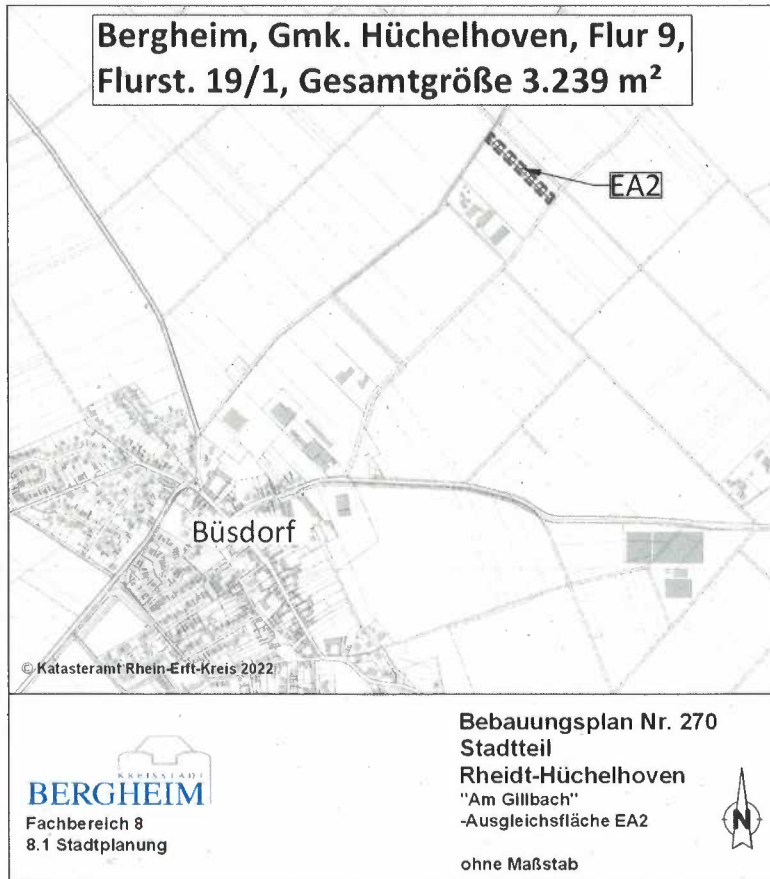 Bergheim, Gmk. Hüchelhoven, Flur 9,
Flurst. 19/1, Gesamtgröße 3.239 m²
EA2
Büsdorf
© Katasteramt Rhein-Erft-Kreis 2022
KREISSTADT
BERGHEIM
Fachbereich 8
8.1 Stadtplanung
Bebauungsplan Nr. 270
Stadtteil
Rheidt-Hüchelhoven
"Am Gillbach"
-Ausgleichsfläche EA2
ohne Maßstab
N